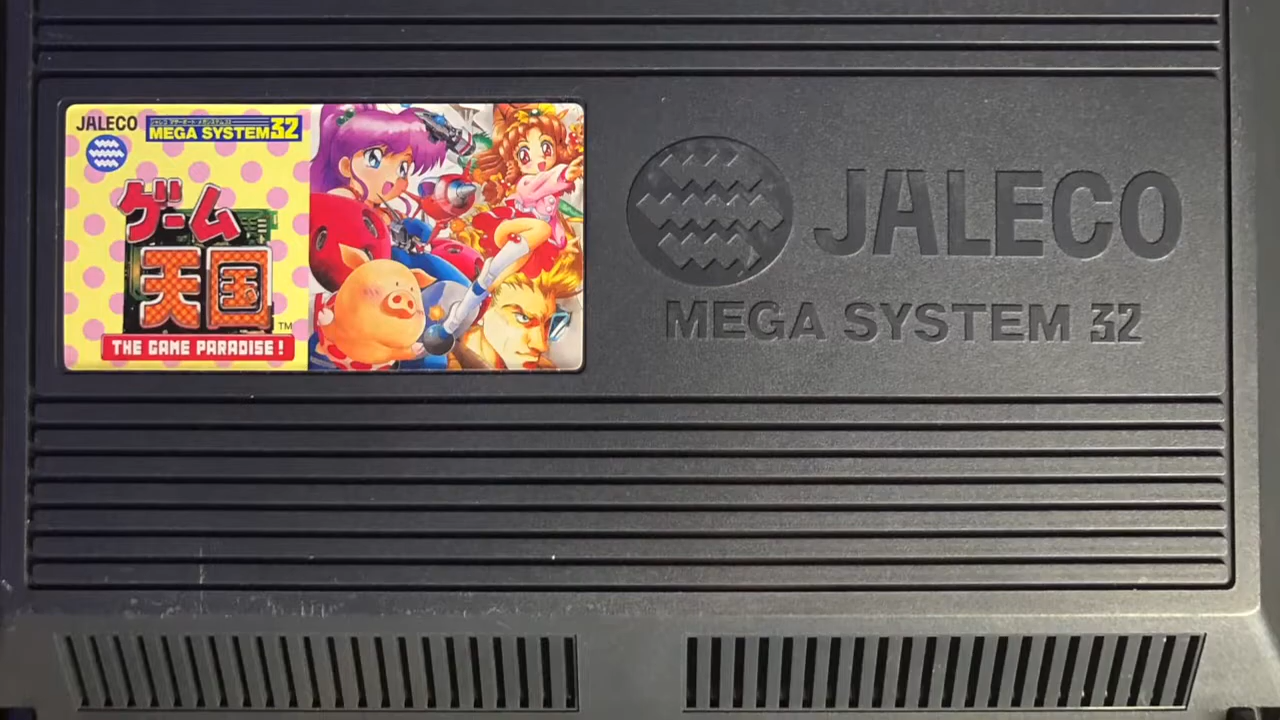 JALECO
MEGA SYSTEM 32
ゲーム
天国
TM
THE GAME PARADISE!
JALECO
MEGA SYSTEM 32